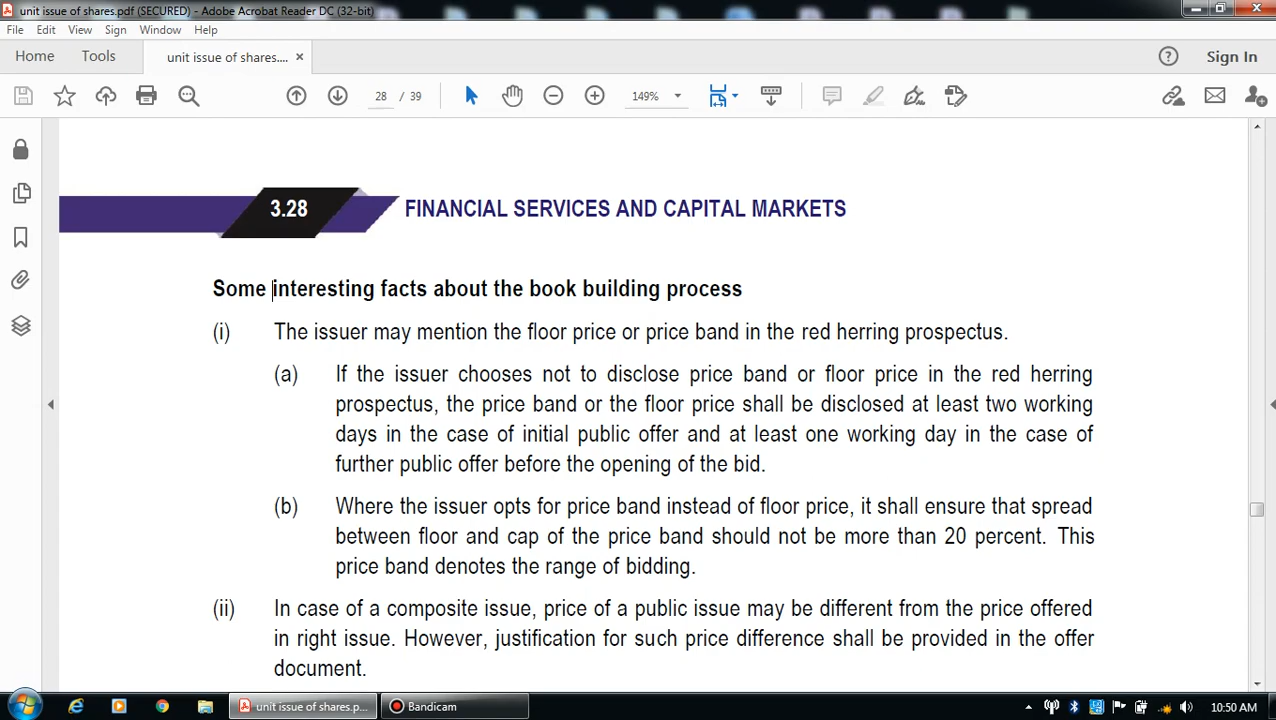 unit issue of shares.pdf (SECURED) - Adobe Acrobat Reader DC (32-bit)
File Edit View Sign Window Help
Home Tools unit issue of shares.... × ? Sign In
28 / 39 149%
3.28 FINANCIAL SERVICES AND CAPITAL MARKETS
Some interesting facts about the book building process
(i) The issuer may mention the floor price or price band in the red herring prospectus.
(a) If the issuer chooses not to disclose price band or floor price in the red herring
prospectus, the price band or the floor price shall be disclosed at least two working
days in the case of initial public offer and at least one working day in the case of
further public offer before the opening of the bid.
(b) Where the issuer opts for price band instead of floor price, it shall ensure that spread
between floor and cap of the price band should not be more than 20 percent. This
price band denotes the range of bidding.
(ii) In case of a composite issue, price of a public issue may be different from the price offered
in right issue. However, justification for such price difference shall be provided in the offer
document.
unit issue of shares.p... Bandicam 10:50 AM